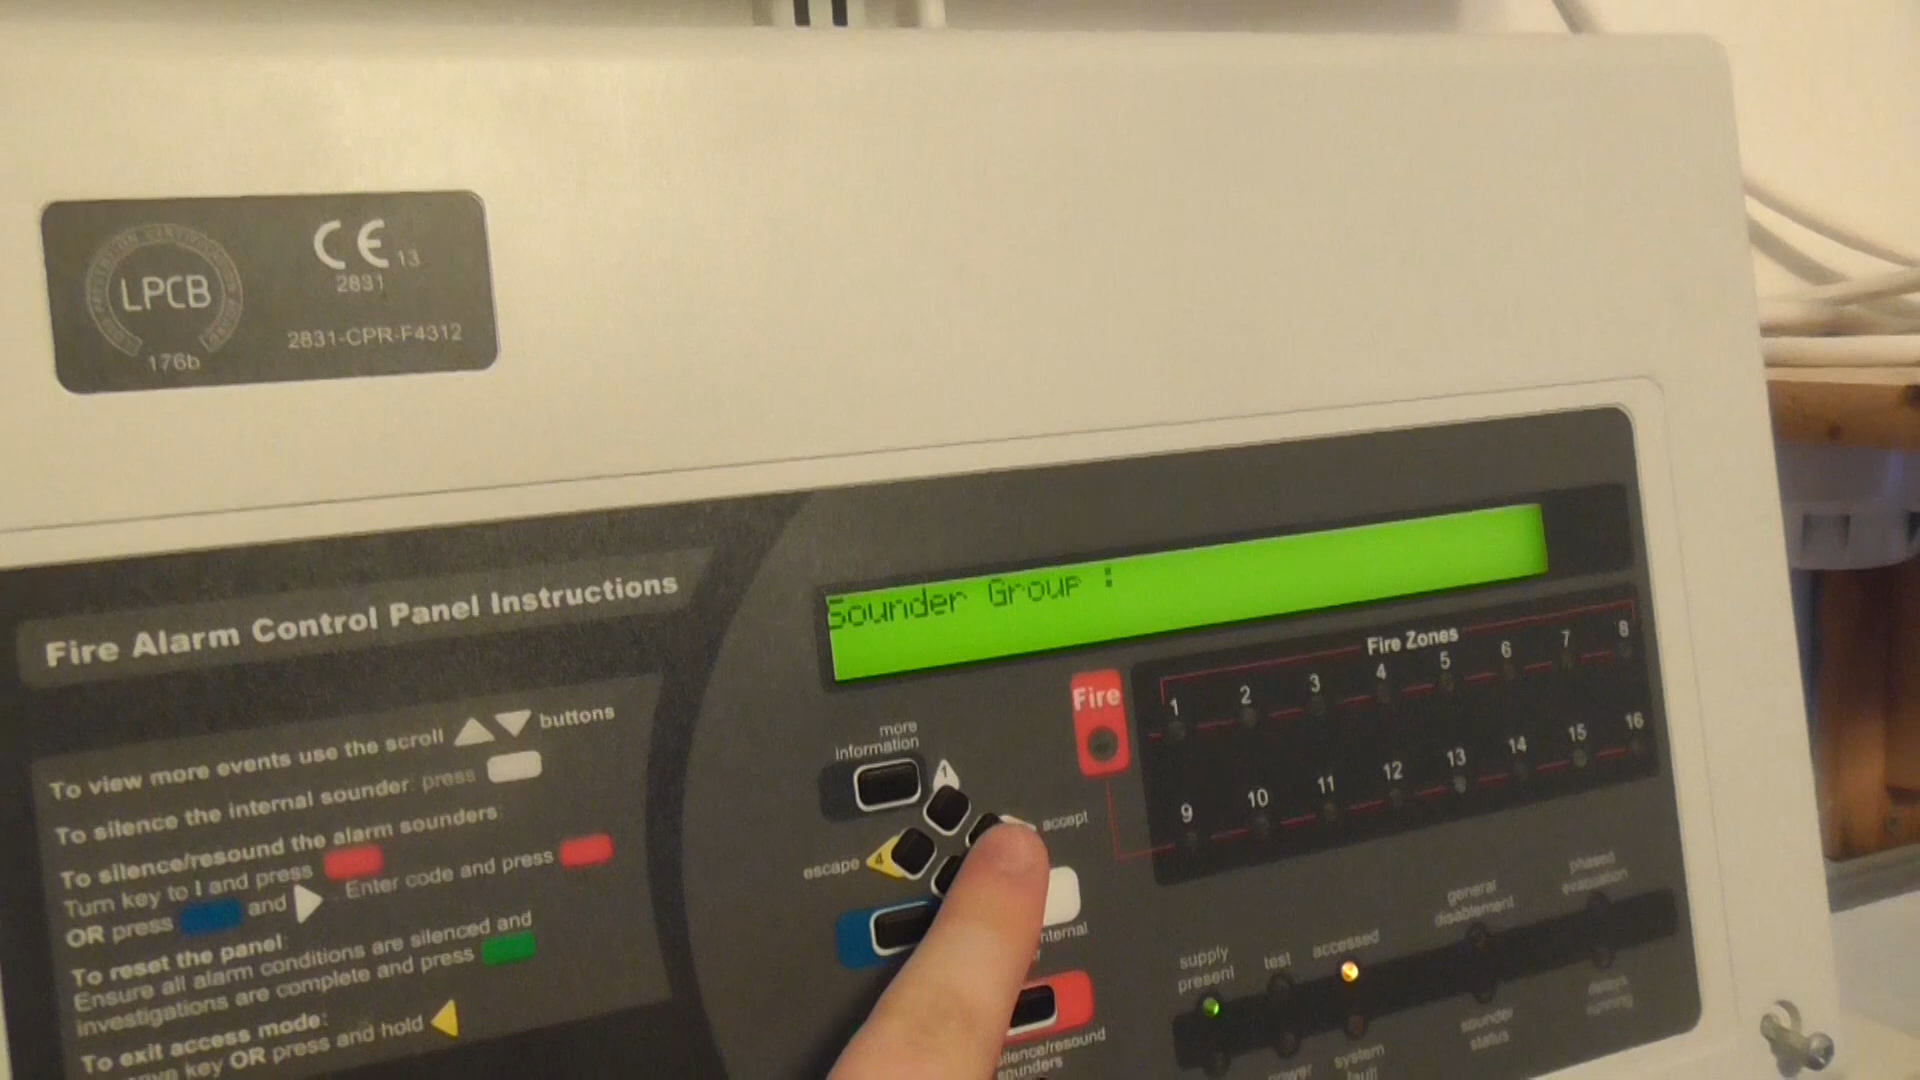 LPCB
176b
CE 13
2831
2831-CPR-F4312
Fire Alarm Control Panel Instructions
To view more events use the scroll buttons
To silence the internal sounder: press
To silence/resound the alarm sounders:
Turn key to I and press
OR press and . Enter code and press
To reset the panel:
Ensure all alarm conditions are silenced and
investigations are complete and press
To exit access mode:
key OR press and hold
Sounder Group :
more
information
1
accept
escape
4
Fire
Fire Zones
1 2 3 4 5 6 7 8
9 10 11 12 13 14 15 16
supply
present
test
accessed
general
disablement
phased
evacuation
power
system
fault
sounder
status
delays
running
silence/resound
sounders